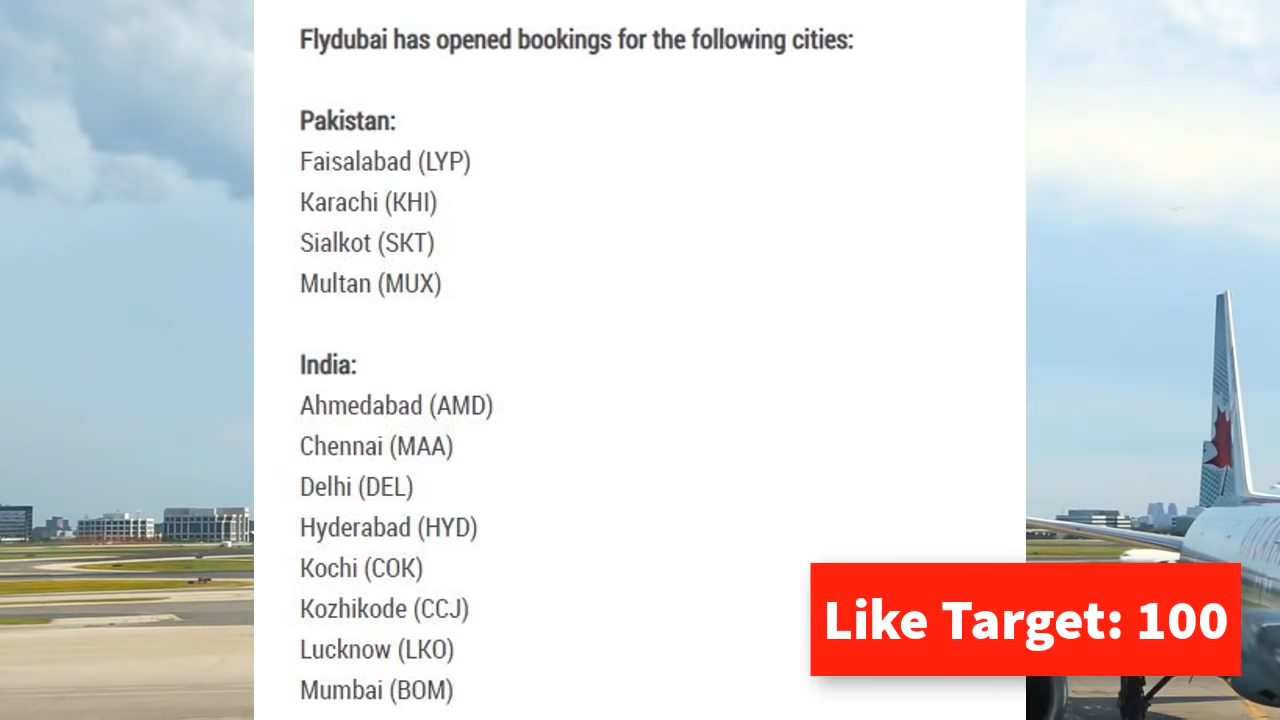 Flydubai has opened bookings for the following cities:
Pakistan:
Faisalabad (LYP)
Karachi (KHI)
Sialkot (SKT)
Multan (MUX)
India:
Ahmedabad (AMD)
Chennai (MAA)
Delhi (DEL)
Hyderabad (HYD)
Kochi (COK)
Kozhikode (CCJ)
Lucknow (LKO)
Mumbai (BOM)
Like Target: 100